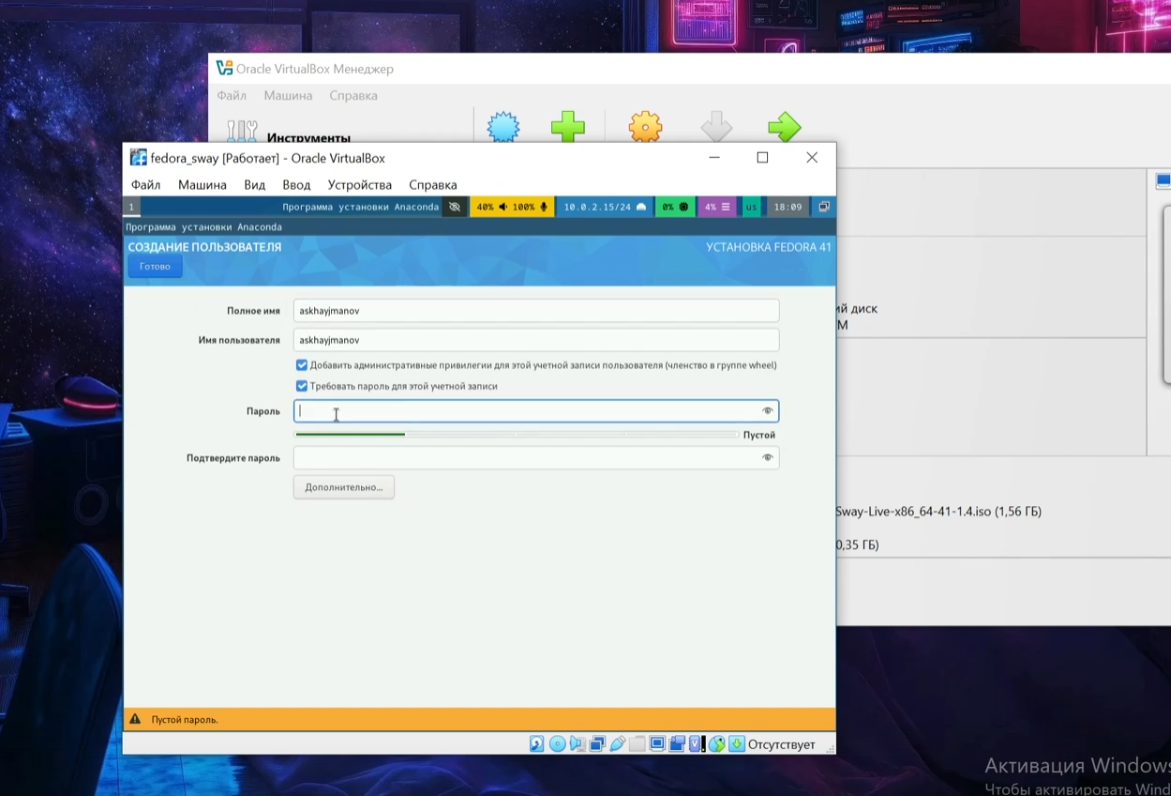 Oracle VirtualBox Менеджер
Файл Машина Справка
Инструменты
fedora_sway [Работает] - Oracle VirtualBox
Файл Машина Вид Ввод Устройства Справка
1 Программа установки Anaconda 40% 100% 10.0.2.15/24 0% 4% us 18:09
Программа установки Anaconda
СОЗДАНИЕ ПОЛЬЗОВАТЕЛЯ УСТАНОВКА FEDORA 41
Готово
Полное имя askhayjmanov
ий диск
М
Имя пользователя askhayjmanov
Добавить административные привилегии для этой учетной записи пользователя (членство в группе wheel)
Требовать пароль для этой учетной записи
Пароль
Пустой
Подтвердите пароль
Дополнительно...
Sway-Live-x86_64-41-1.4.iso (1,56 ГБ)
0,35 ГБ)
Пустой пароль.
Отсутствует
Активация Windows
Чтобы активировать Wind